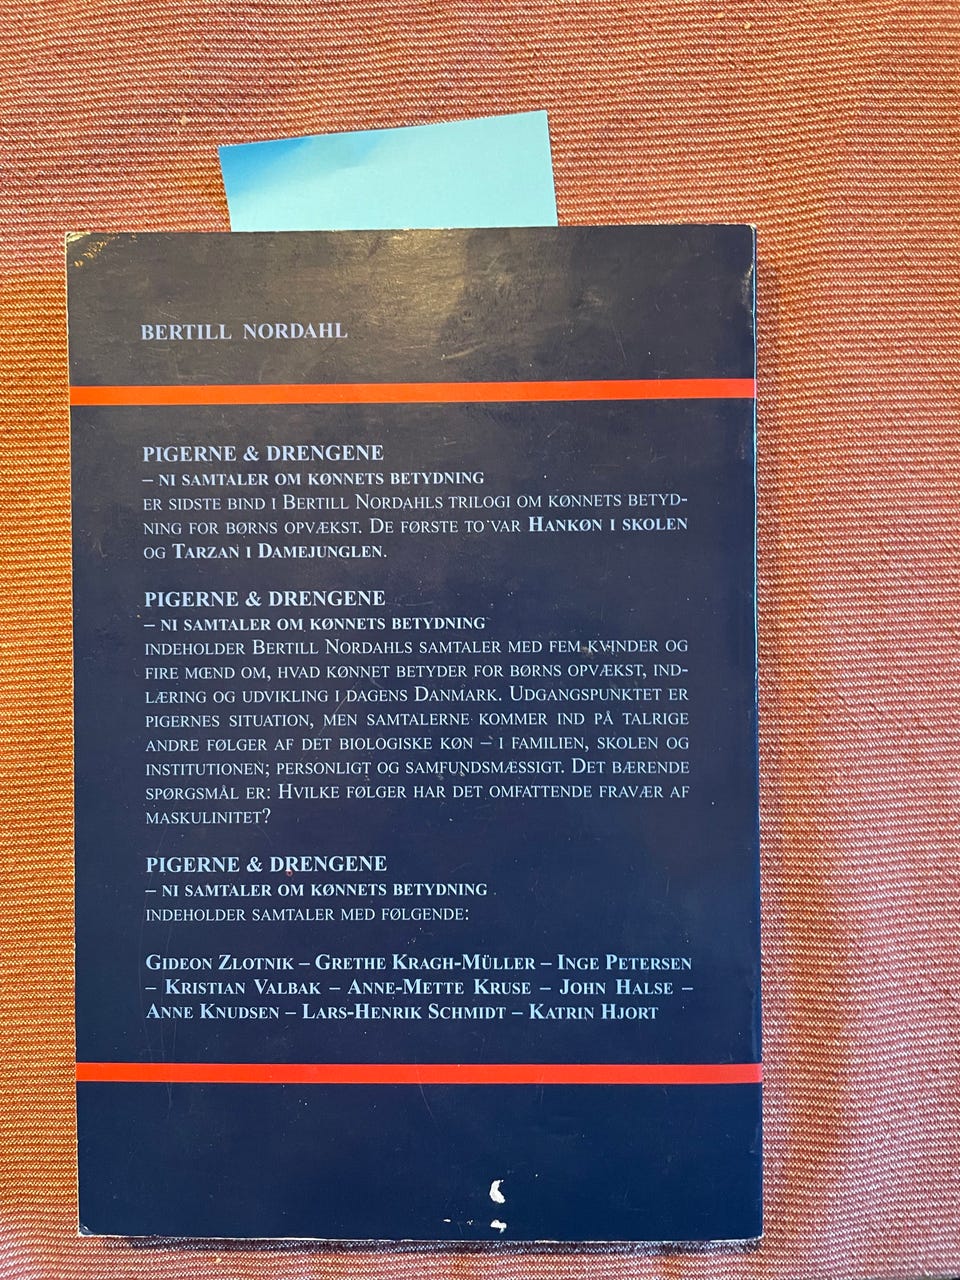 BERTILL NORDAHL
PIGERNE & DRENGENE
– NI SAMTALER OM KØNNETS BETYDNING
ER SIDSTE BIND I BERTILL NORDAHLS TRILOGI OM KØNNETS BETYD-
NING FOR BØRNS OPVÆKST. DE FØRSTE TO VAR HANKØN I SKOLEN
OG TARZAN I DAMEJUNGLEN.
PIGERNE & DRENGENE
– NI SAMTALER OM KØNNETS BETYDNING
INDEHOLDER BERTILL NORDAHLS SAMTALER MED FEM KVINDER OG
FIRE MŒND OM, HVAD KØNNET BETYDER FOR BØRNS OPVÆKST, IND-
LÆRING OG UDVIKLING I DAGENS DANMARK. UDGANGSPUNKTET ER
PIGERNES SITUATION, MEN SAMTALERNE KOMMER IND PÅ TALRIGE
ANDRE FØLGER AF DET BIOLOGISKE KØN – I FAMILIEN, SKOLEN OG
INSTITUTIONEN; PERSONLIGT OG SAMFUNDSMÆSSIGT. DET BÆRENDE
SPØRGSMÅL ER: HVILKE FØLGER HAR DET OMFATTENDE FRAVÆR AF
MASKULINITET?
PIGERNE & DRENGENE
– NI SAMTALER OM KØNNETS BETYDNING
INDEHOLDER SAMTALER MED FØLGENDE:
GIDEON ZLOTNIK – GRETHE KRAGH-MÜLLER – INGE PETERSEN
– KRISTIAN VALBAK – ANNE-METTE KRUSE – JOHN HALSE –
ANNE KNUDSEN – LARS-HENRIK SCHMIDT – KATRIN HJORT